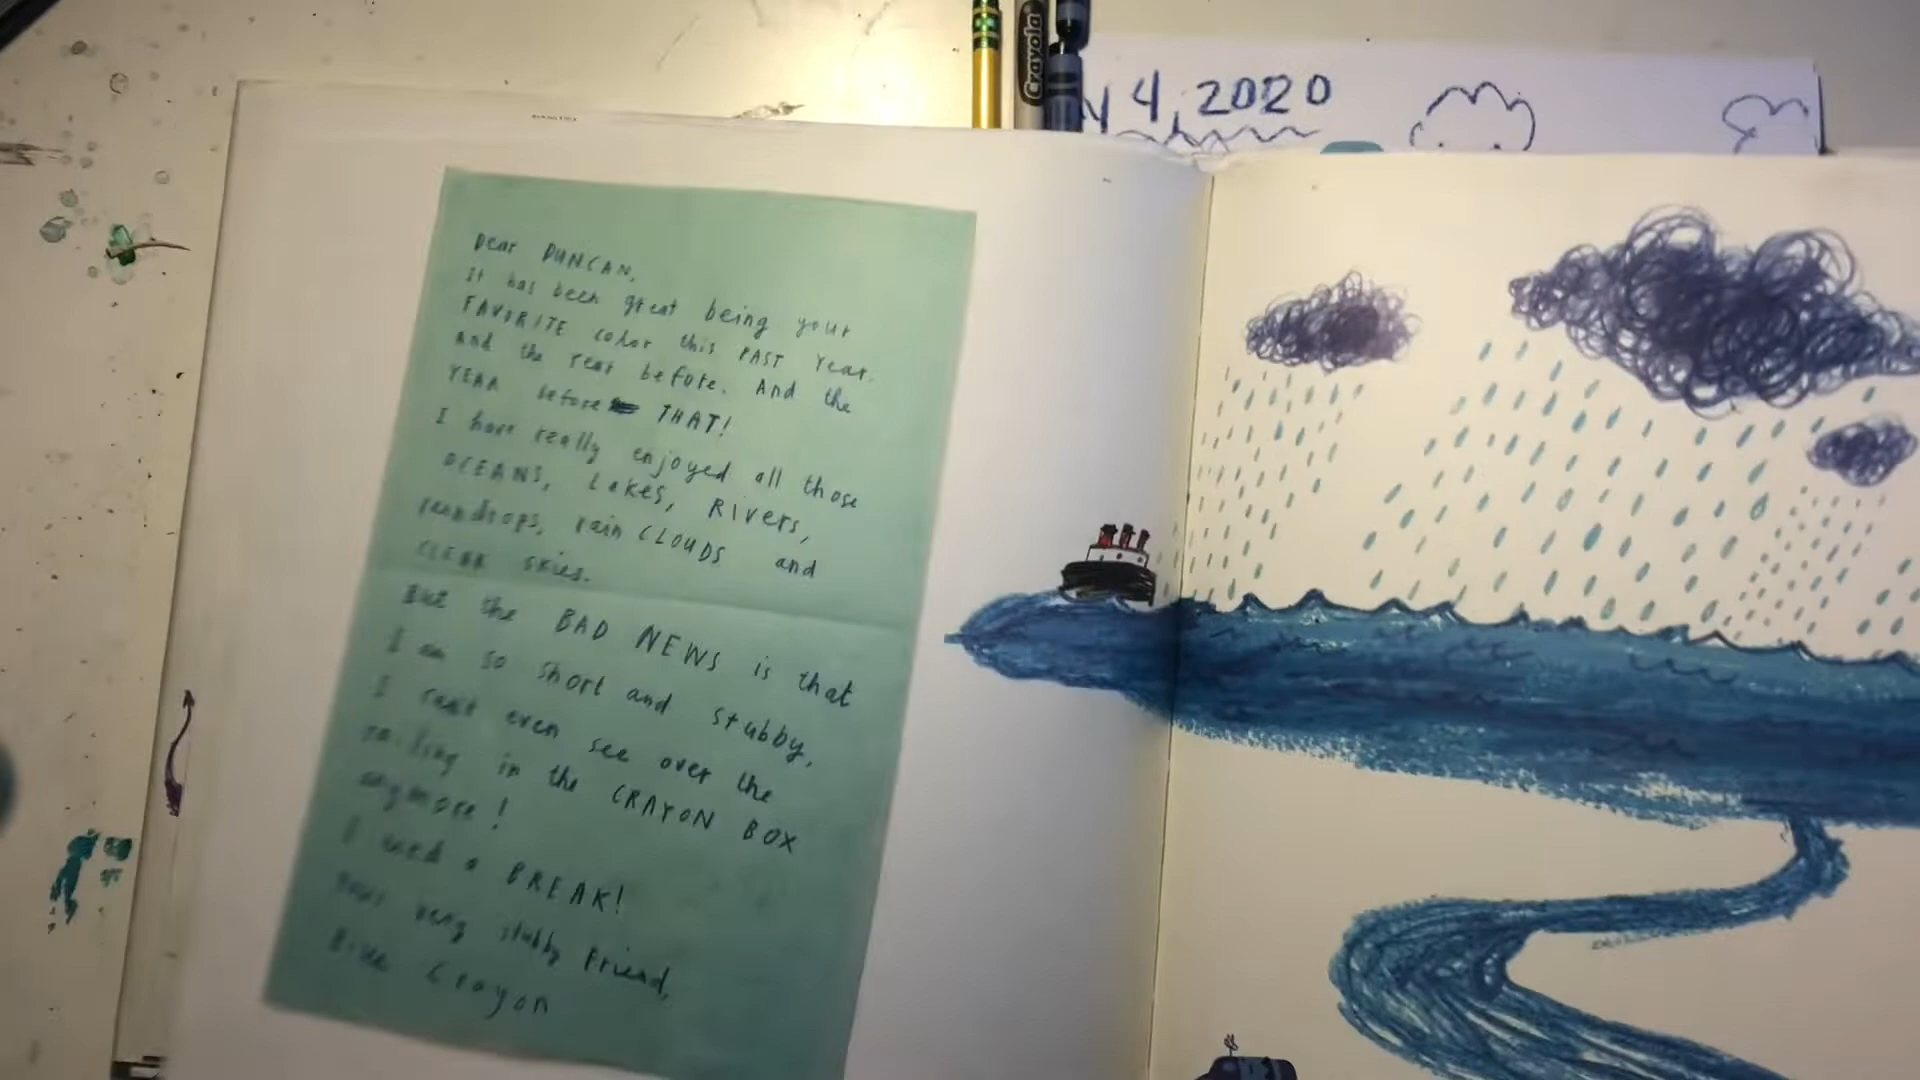 Crayola
y 4, 2020
Dear DUNCAN,
It has been great being your
FAVORITE color this PAST Year.
And the year before. And the
YEAR before THAT!
I have really enjoyed all those
OCEANS, Lakes, Rivers,
raindrops, rain CLOUDS and
CLEAR skies.
But the BAD NEWS is that
I am so short and stubby,
I can't even see over the
railing in the CRAYON BOX
anymore!
I need a BREAK!
Your very stubby friend,
Blue Crayon